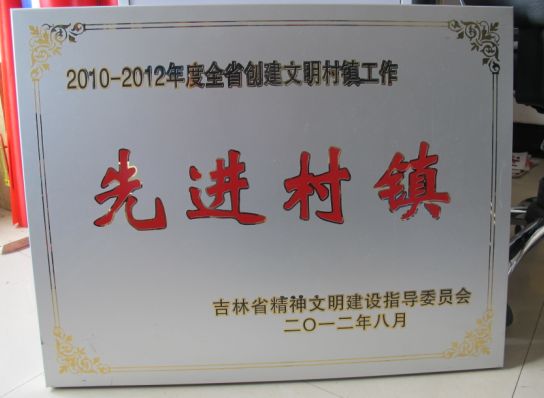 2010-2012年度全省创建文明村镇工作
先进村镇
吉林省精神文明建设指导委员会
二〇一二年八月